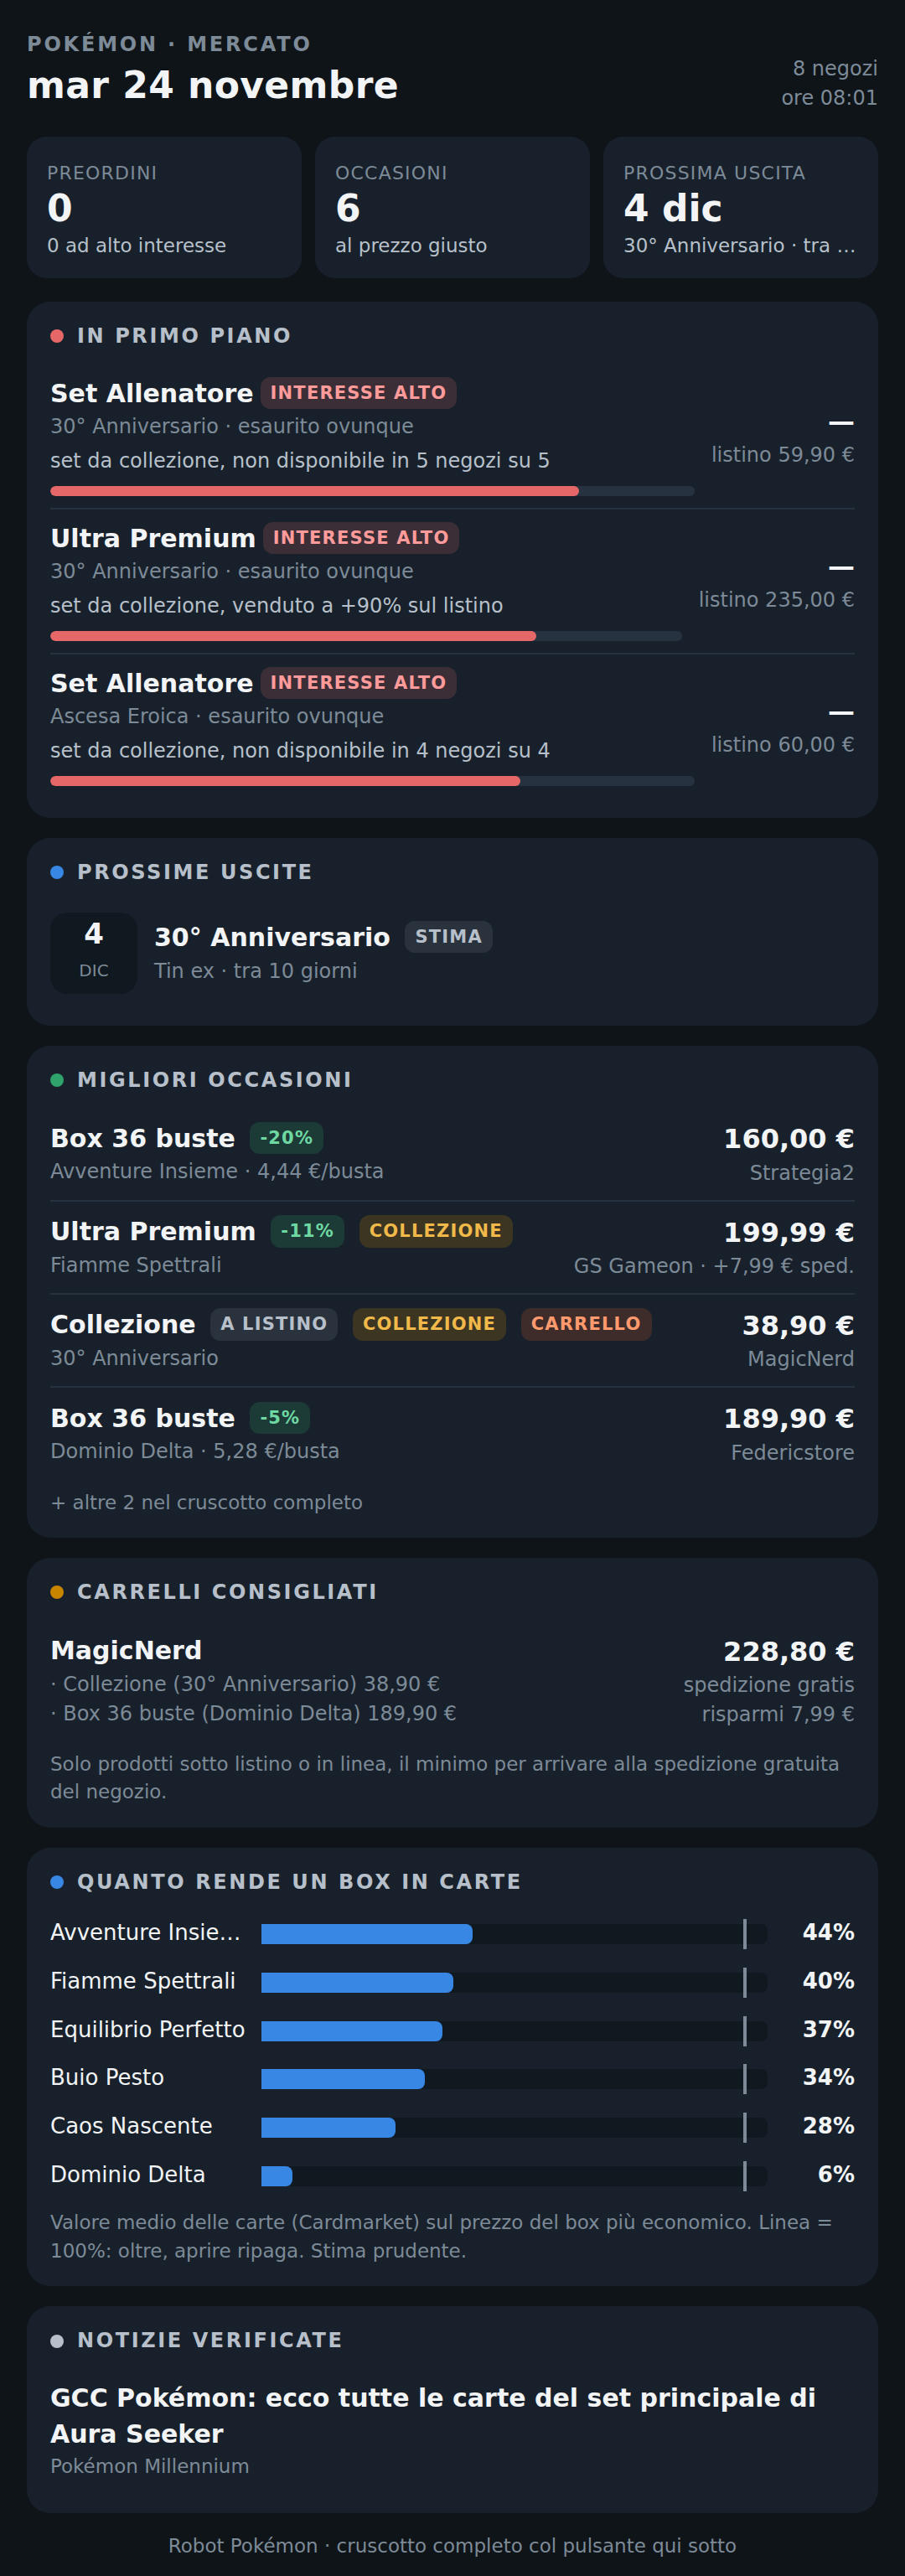 POKÉMON · MERCATO
mar 24 novembre
8 negozi
ore 08:01
PREORDINI
0
0 ad alto interesse
OCCASIONI
6
al prezzo giusto
PROSSIMA USCITA
4 dic
30° Anniversario · tra ...
IN PRIMO PIANO
Set Allenatore INTERESSE ALTO
30° Anniversario · esaurito ovunque
set da collezione, non disponibile in 5 negozi su 5
—
listino 59,90 €
Ultra Premium INTERESSE ALTO
30° Anniversario · esaurito ovunque
set da collezione, venduto a +90% sul listino
—
listino 235,00 €
Set Allenatore INTERESSE ALTO
Ascesa Eroica · esaurito ovunque
set da collezione, non disponibile in 4 negozi su 4
—
listino 60,00 €
PROSSIME USCITE
4
DIC
30° Anniversario STIMA
Tin ex · tra 10 giorni
MIGLIORI OCCASIONI
Box 36 buste -20% 160,00 €
Avventure Insieme · 4,44 €/busta Strategia2
Ultra Premium -11% COLLEZIONE 199,99 €
Fiamme Spettrali GS Gameon · +7,99 € sped.
Collezione A LISTINO COLLEZIONE CARRELLO 38,90 €
30° Anniversario MagicNerd
Box 36 buste -5% 189,90 €
Dominio Delta · 5,28 €/busta Federicstore
+ altre 2 nel cruscotto completo
CARRELLI CONSIGLIATI
MagicNerd 228,80 €
· Collezione (30° Anniversario) 38,90 € spedizione gratis
· Box 36 buste (Dominio Delta) 189,90 € risparmi 7,99 €
Solo prodotti sotto listino o in linea, il minimo per arrivare alla spedizione gratuita
del negozio.
QUANTO RENDE UN BOX IN CARTE
Avventure Insie... 44%
Fiamme Spettrali 40%
Equilibrio Perfetto 37%
Buio Pesto 34%
Caos Nascente 28%
Dominio Delta 6%
Valore medio delle carte (Cardmarket) sul prezzo del box più economico. Linea =
100%: oltre, aprire ripaga. Stima prudente.
NOTIZIE VERIFICATE
GCC Pokémon: ecco tutte le carte del set principale di
Aura Seeker
Pokémon Millennium
Robot Pokémon · cruscotto completo col pulsante qui sotto